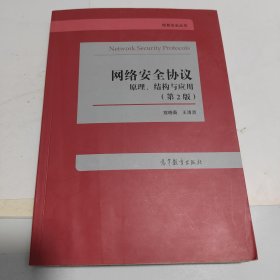 Network Security Protocols
网络安全协议
原理、结构与应用
(第2版)
高等教育出版社